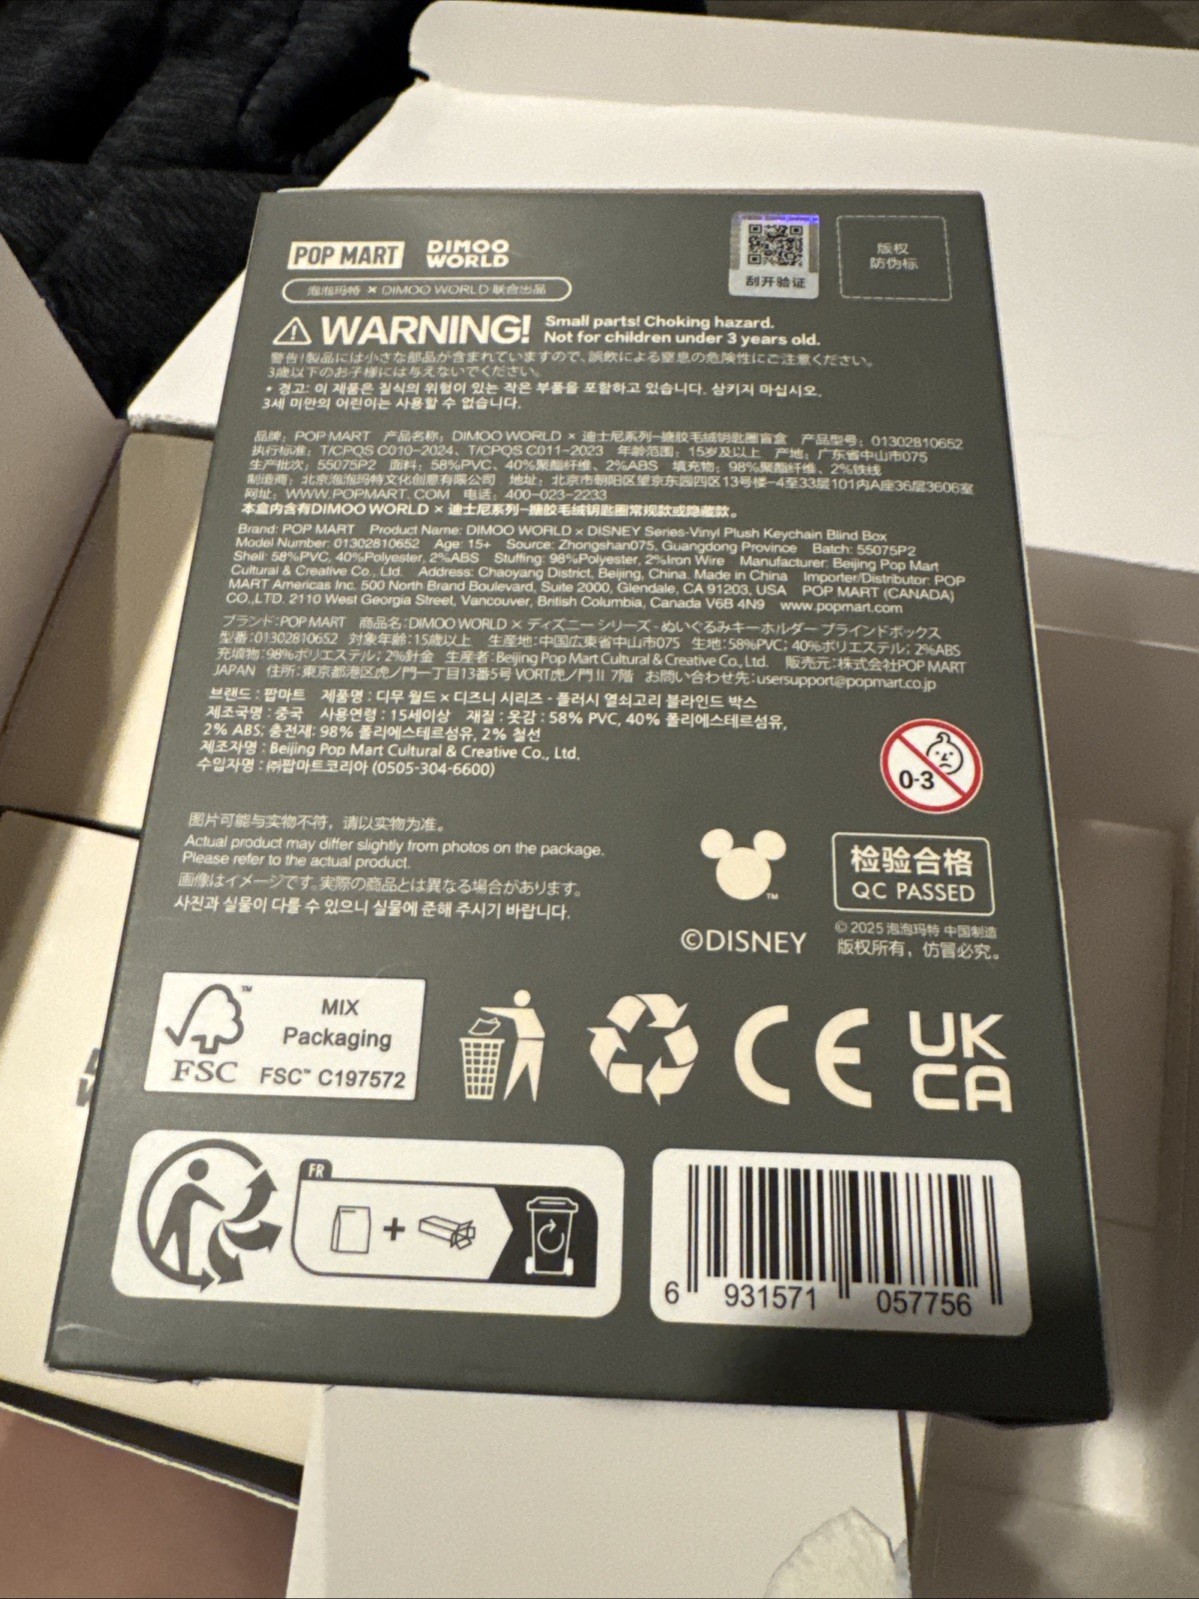 POP MART DIMOO WORLD
泡泡玛特 × DIMOO WORLD 联合出品
刮开验证
版权
防伪标
WARNING! Small parts! Choking hazard.
Not for children under 3 years old.
警告!製品には小さな部品が含まれていますので、誤飲による窒息の危険性にご注意ください。
3歳以下のお子様には与えないでください。
• 경고: 이 제품은 질식의 위험이 있는 작은 부품을 포함하고 있습니다. 삼키지 마십시오.
3세 미만의 어린이는 사용할 수 없습니다.
品牌：POP MART 产品名称：DIMOO WORLD × 迪士尼系列-搪胶毛绒钥匙圈盲盒 产品型号：01302810652
执行标准：T/CPQS C010-2024、T/CPQS C011-2023 年龄范围：15岁及以上 产地：广东省中山市075
生产批次：55075P2 面料：58%PVC、40%聚酯纤维、2%ABS 填充物：98%聚酯纤维、2%铁线
制造商：北京泡泡玛特文化创意有限公司 地址：北京市朝阳区望京东园四区13号楼-4至33层101内A座36层3606室
网址：WWW.POPMART.COM 电话：400-023-2233
本盒内含有DIMOO WORLD × 迪士尼系列-搪胶毛绒钥匙圈常规款或隐藏款。
Brand: POP MART Product Name: DIMOO WORLD × DISNEY Series-Vinyl Plush Keychain Blind Box
Model Number: 01302810652 Age: 15+ Source: Zhongshan075, Guangdong Province Batch: 55075P2
Shell: 58%PVC, 40%Polyester, 2%ABS Stuffing: 98%Polyester, 2%Iron Wire Manufacturer: Beijing Pop Mart
Cultural & Creative Co., Ltd. Address: Chaoyang District, Beijing, China. Made in China Importer/Distributor: POP
MART Americas Inc. 500 North Brand Boulevard, Suite 2000, Glendale, CA 91203, USA POP MART (CANADA)
CO.,LTD. 2110 West Georgia Street, Vancouver, British Columbia, Canada V6B 4N9 www.popmart.com
ブランド:POP MART 商品名:DIMOO WORLD × ディズニー シリーズ - ぬいぐるみキーホルダー ブラインドボックス
型番:01302810652 対象年齢:15歳以上 生産地:中国広東省中山市075 生地:58%PVC; 40%ポリエステル; 2%ABS
充填物:98%ポリエステル; 2%針金 生産者:Beijing Pop Mart Cultural & Creative Co., Ltd. 販売元:株式会社POP MART
JAPAN 住所:東京都港区虎ノ門一丁目13番5号 VORT虎ノ門II 7階 お問い合わせ先:usersupport@popmart.co.jp
브랜드 : 팝마트 제품명 : 디무 월드 × 디즈니 시리즈 - 플러시 열쇠고리 블라인드 박스
제조국명 : 중국 사용연령 : 15세이상 재질 : 옷감 : 58% PVC, 40% 폴리에스테르섬유,
2% ABS; 충전재: 98% 폴리에스테르섬유, 2% 철선
제조자명 : Beijing Pop Mart Cultural & Creative Co., Ltd.
수입자명 : ㈜팝마트코리아 (0505-304-6600)
0-3
图片可能与实物不符，请以实物为准。
Actual product may differ slightly from photos on the package.
Please refer to the actual product.
画像はイメージです。実際の商品とは異なる場合があります。
사진과 실물이 다를 수 있으니 실물에 준해 주시기 바랍니다.
TM
©DISNEY
检验合格
QC PASSED
© 2025 泡泡玛特 中国制造
版权所有，仿冒必究。
TM
FSC
MIX
Packaging
FSC™ C197572
CE
UK
CA
FR
6 931571 057756